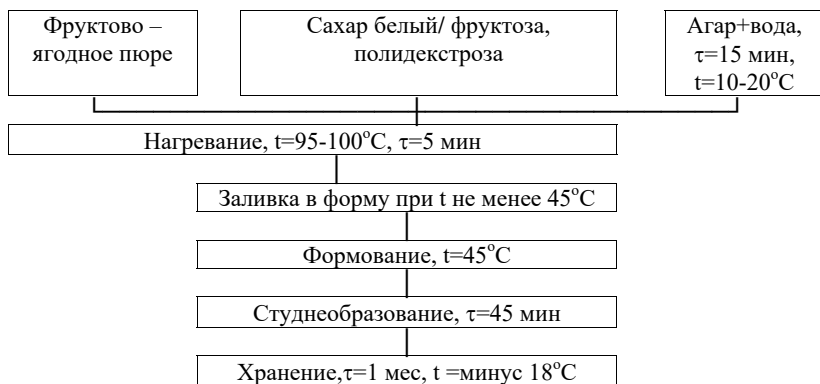 Фруктово –
ягодное пюре
Сахар белый/ фруктоза,
полидекстроза
Агар+вода,
τ=15 мин,
t=10-20°С
Нагревание, t=95-100°С, τ=5 мин
Заливка в форму при t не менее 45°С
Формование, t=45°С
Студнеобразование, τ=45 мин
Хранение,τ=1 мес, t =минус 18°С